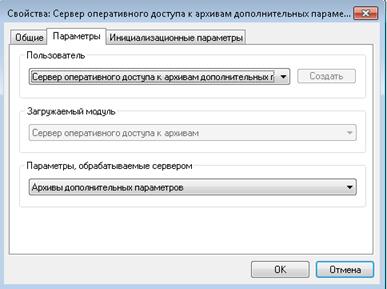 Свойства: Сервер оперативного доступа к архивам дополнительных параме...
Общие Параметры Инициализационные параметры
Пользователь
Сервер оперативного доступа к архивам дополнительных г
Создать
Загружаемый модуль
Сервер оперативного доступа к архивам
Параметры, обрабатываемые сервером
Архивы дополнительных параметров
OK Отмена